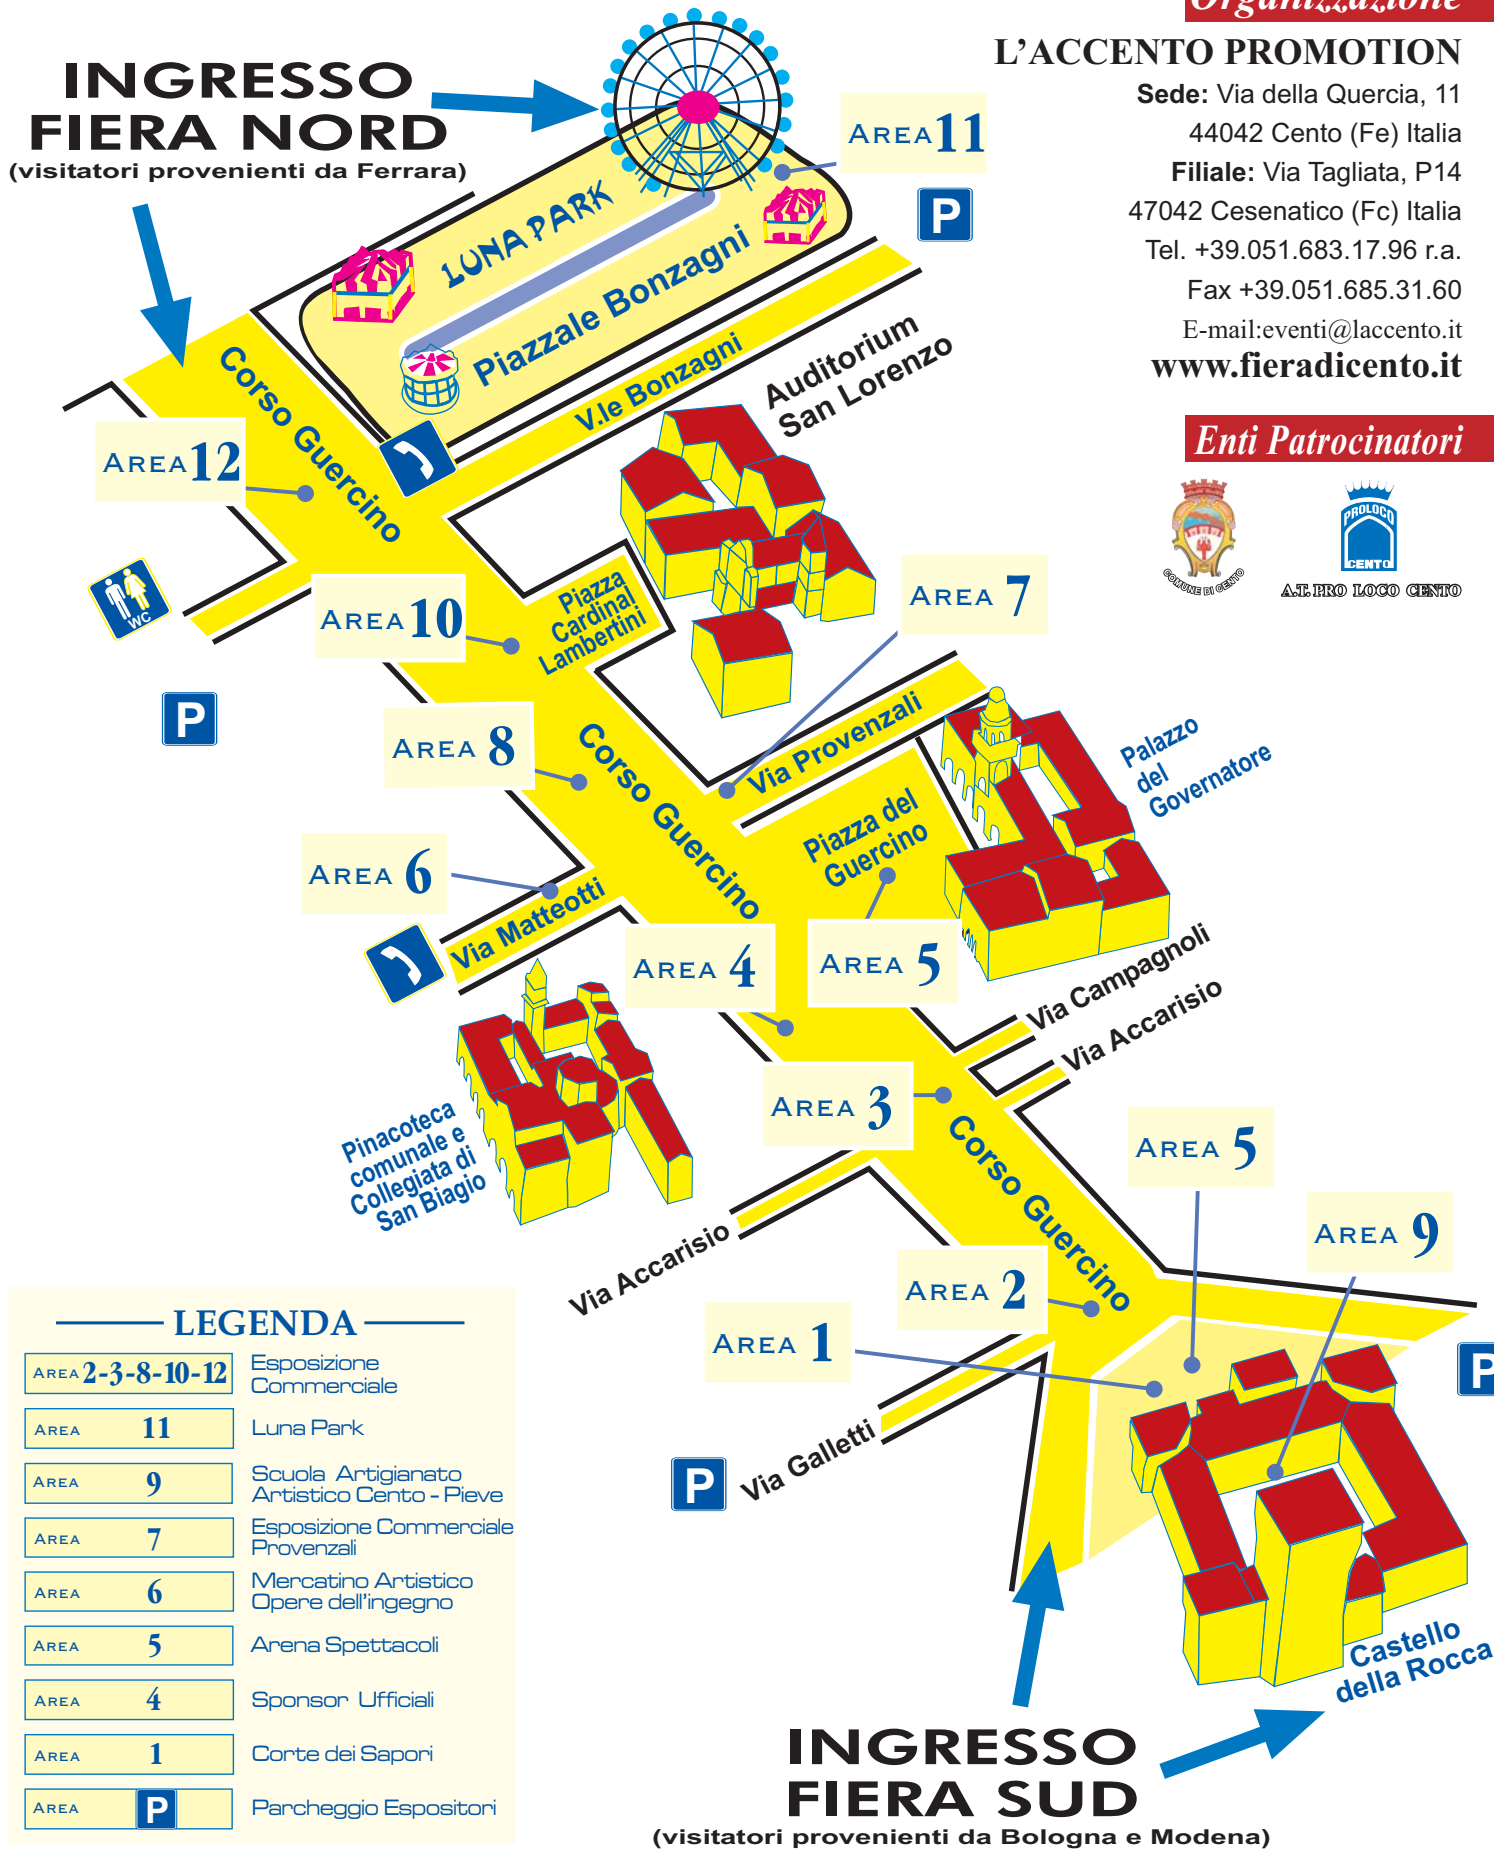 Organizzazione
L'ACCENTO PROMOTION
Sede: Via della Quercia, 11
44042 Cento (Fe) Italia
Filiale: Via Tagliata, P14
47042 Cesenatico (Fc) Italia
Tel. +39.051.683.17.96 r.a.
Fax +39.051.685.31.60
E-mail:eventi@laccento.it
www.fieradicento.it
Enti Patrocinatori
COMUNE DI CENTO
PROLOCO
CENTO
A.T. PRO LOCO CENTO
INGRESSO
FIERA NORD
(visitatori provenienti da Ferrara)
AREA 11
P
LUNA PARK
Piazzale Bonzagni
V.le Bonzagni
Corso Guercino
AREA 12
Auditorium
San Lorenzo
WC
AREA 10
Piazza
Cardinal
Lambertini
AREA 7
P
AREA 8
Corso Guercino
Via Provenzali
Palazzo
del
Governatore
Piazza del
Guercino
AREA 6
Via Matteotti
AREA 4
AREA 5
Via Campagnoli
Via Accarisio
AREA 3
Pinacoteca
comunale e
Collegiata di
San Biagio
Corso Guercino
AREA 5
AREA 9
Via Accarisio
AREA 2
AREA 1
P
Via Galletti
P
Castello
della Rocca
INGRESSO
FIERA SUD
(visitatori provenienti da Bologna e Modena)
LEGENDA
AREA 2-3-8-10-12 Esposizione
Commerciale
AREA 11 Luna Park
AREA 9 Scuola Artigianato
Artistico Cento - Pieve
AREA 7 Esposizione Commerciale
Provenzali
AREA 6 Mercatino Artistico
Opere dell'ingegno
AREA 5 Arena Spettacoli
AREA 4 Sponsor Ufficiali
AREA 1 Corte dei Sapori
AREA P Parcheggio Espositori